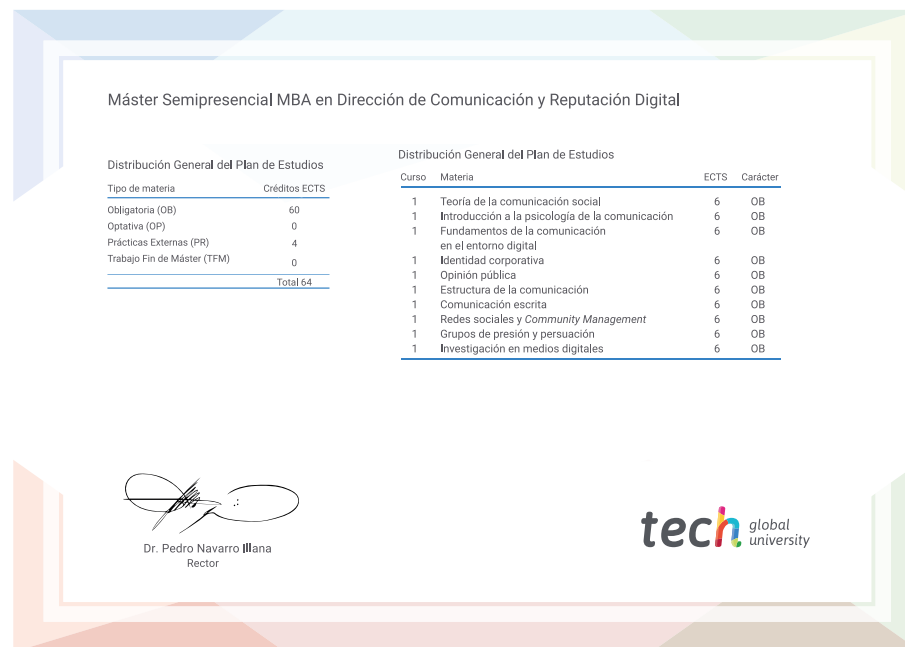 Máster Semipresencial MBA en Dirección de Comunicación y Reputación Digital
Distribución General del Plan de Estudios
Tipo de materia Créditos ECTS
Obligatoria (OB) 60
Optativa (OP) 0
Prácticas Externas (PR) 4
Trabajo Fin de Máster (TFM) 0
Total 64
Distribución General del Plan de Estudios
Curso Materia ECTS Carácter
1 Teoría de la comunicación social 6 OB
1 Introducción a la psicología de la comunicación 6 OB
1 Fundamentos de la comunicación 6 OB
en el entorno digital
1 Identidad corporativa 6 OB
1 Opinión pública 6 OB
1 Estructura de la comunicación 6 OB
1 Comunicación escrita 6 OB
1 Redes sociales y Community Management 6 OB
1 Grupos de presión y persuación 6 OB
1 Investigación en medios digitales 6 OB
Dr. Pedro Navarro Illana
Rector
tech global
university